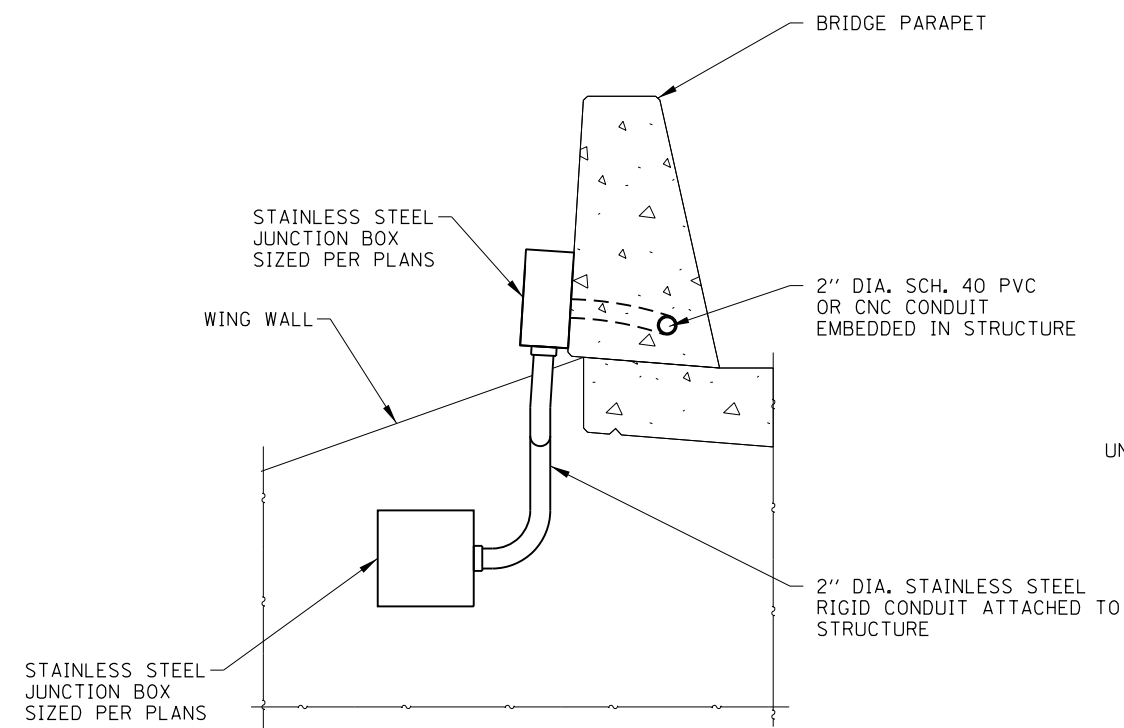 BRIDGE PARAPET
STAINLESS STEEL
JUNCTION BOX
SIZED PER PLANS
WING WALL
2" DIA. SCH. 40 PVC
OR CNC CONDUIT
EMBEDDED IN STRUCTURE
UN
2" DIA. STAINLESS STEEL
RIGID CONDUIT ATTACHED TO
STRUCTURE
STAINLESS STEEL
JUNCTION BOX
SIZED PER PLANS